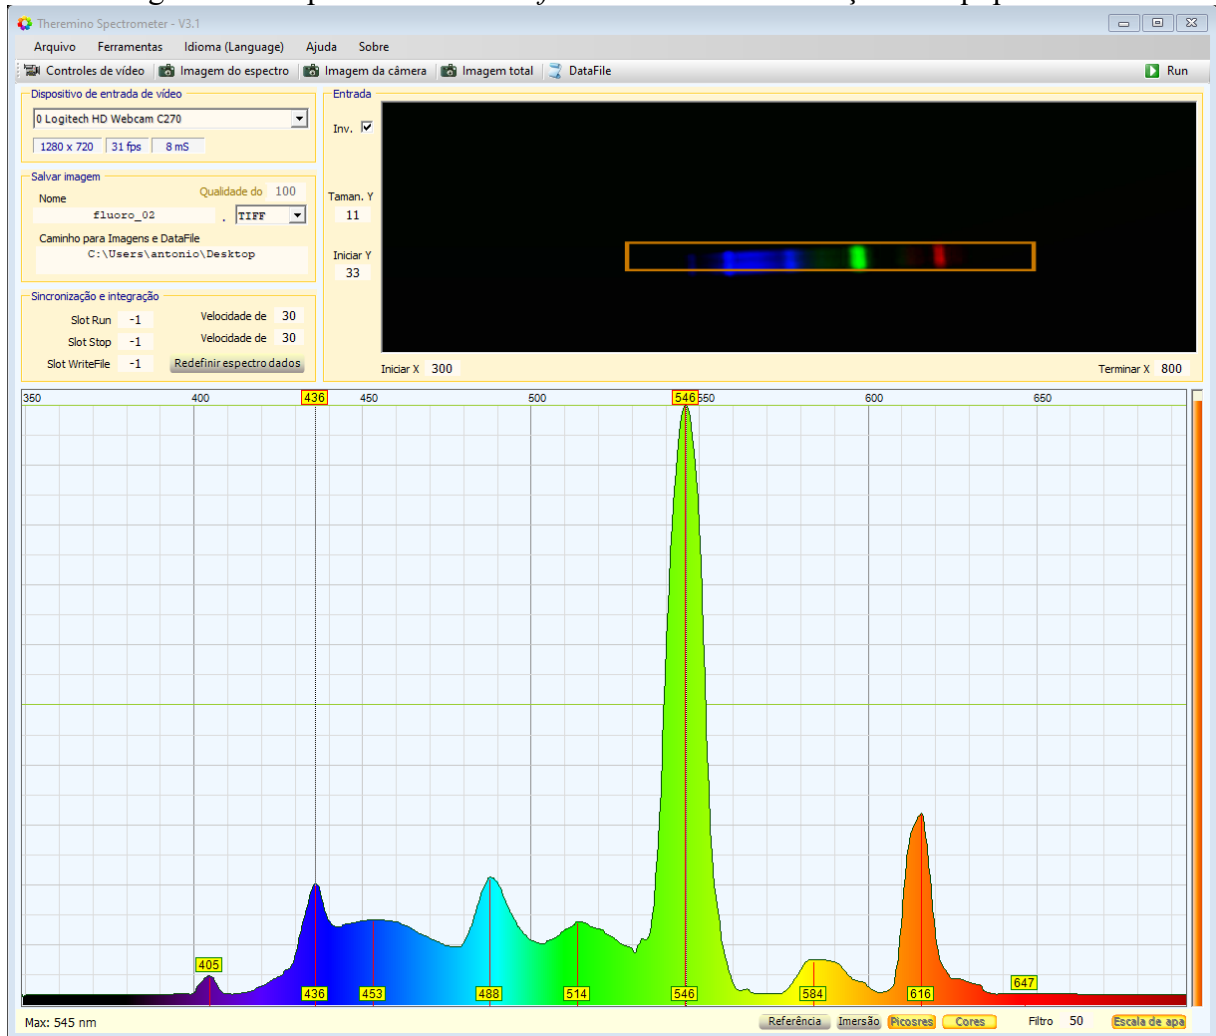 Theremino Spectrometer - V3.1
Arquivo Ferramentas Idioma (Language) Ajuda Sobre
Controles de vídeo Imagem do espectro Imagem da câmera Imagem total DataFile Run
Dispositivo de entrada de vídeo
0 Logitech HD Webcam C270
1280 x 720 31 fps 8 mS
Salvar imagem
Nome Qualidade do 100
fluoro_02 . TIFF
Caminho para Imagens e DataFile
C:\Users\antonio\Desktop
Sincronização e integração
Slot Run -1 Velocidade de 30
Slot Stop -1 Velocidade de 30
Slot WriteFile -1 Redefinir espectro dados
Entrada
Inv.
Taman. Y
11
Iniciar Y
33
Iniciar X 300 Terminar X 800
350 400 436 450 500 546 550 600 650
405
647
436 453 488 514 546 584 616
Max: 545 nm Referência Imersão Picosres Cores Filtro 50 Escala de apa